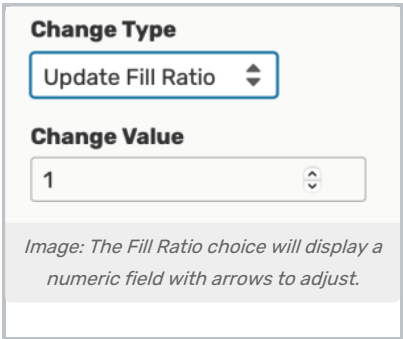 Change Type
Update Fill Ratio
Change Value
1
Image: The Fill Ratio choice will display a
numeric field with arrows to adjust.